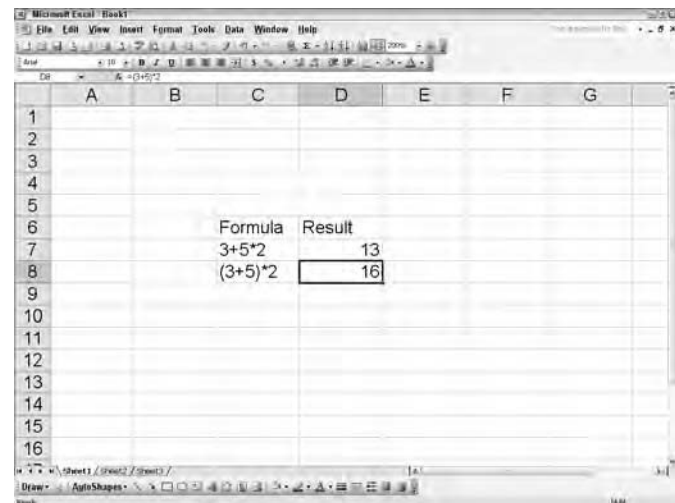 Microsoft Excel - Book1
File Edit View Insert Format Tools Data Window Help
200%
Arial 10 B I U
D8 =(3+5)*2
A B C D E F G
1
2
3
4
5
6 Formula Result
7 3+5*2 13
8 (3+5)*2 16
9
10
11
12
13
14
15
16
Sheet1 / Sheet2 / Sheet3 /
Draw AutoShapes